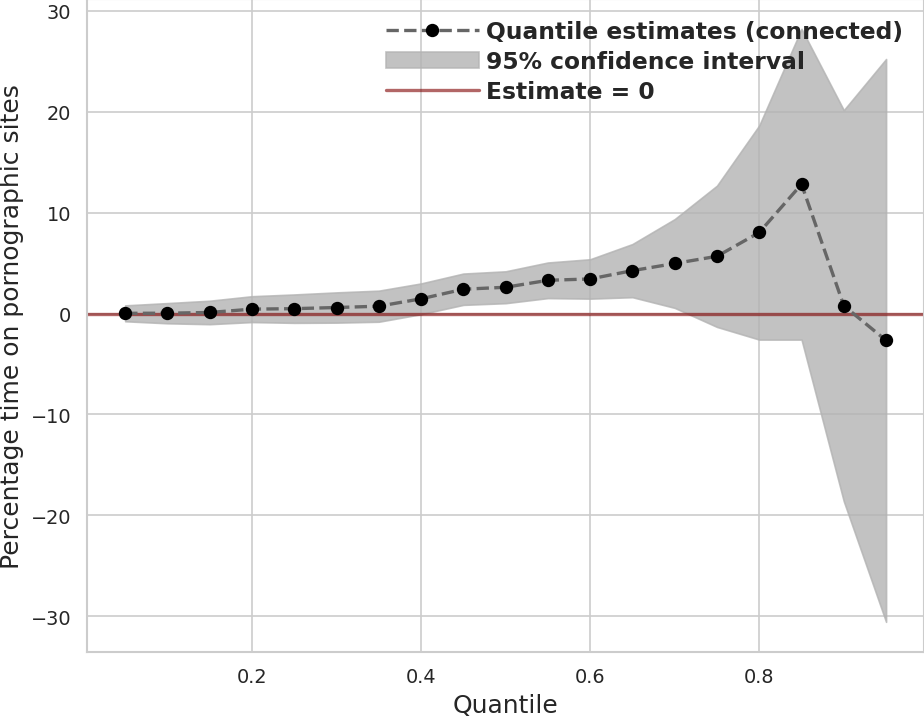 Quantile estimates (connected)
95% confidence interval
Estimate = 0
Percentage time on pornographic sites
30
20
10
0
−10
−20
−30
0.2
0.4
0.6
0.8
Quantile